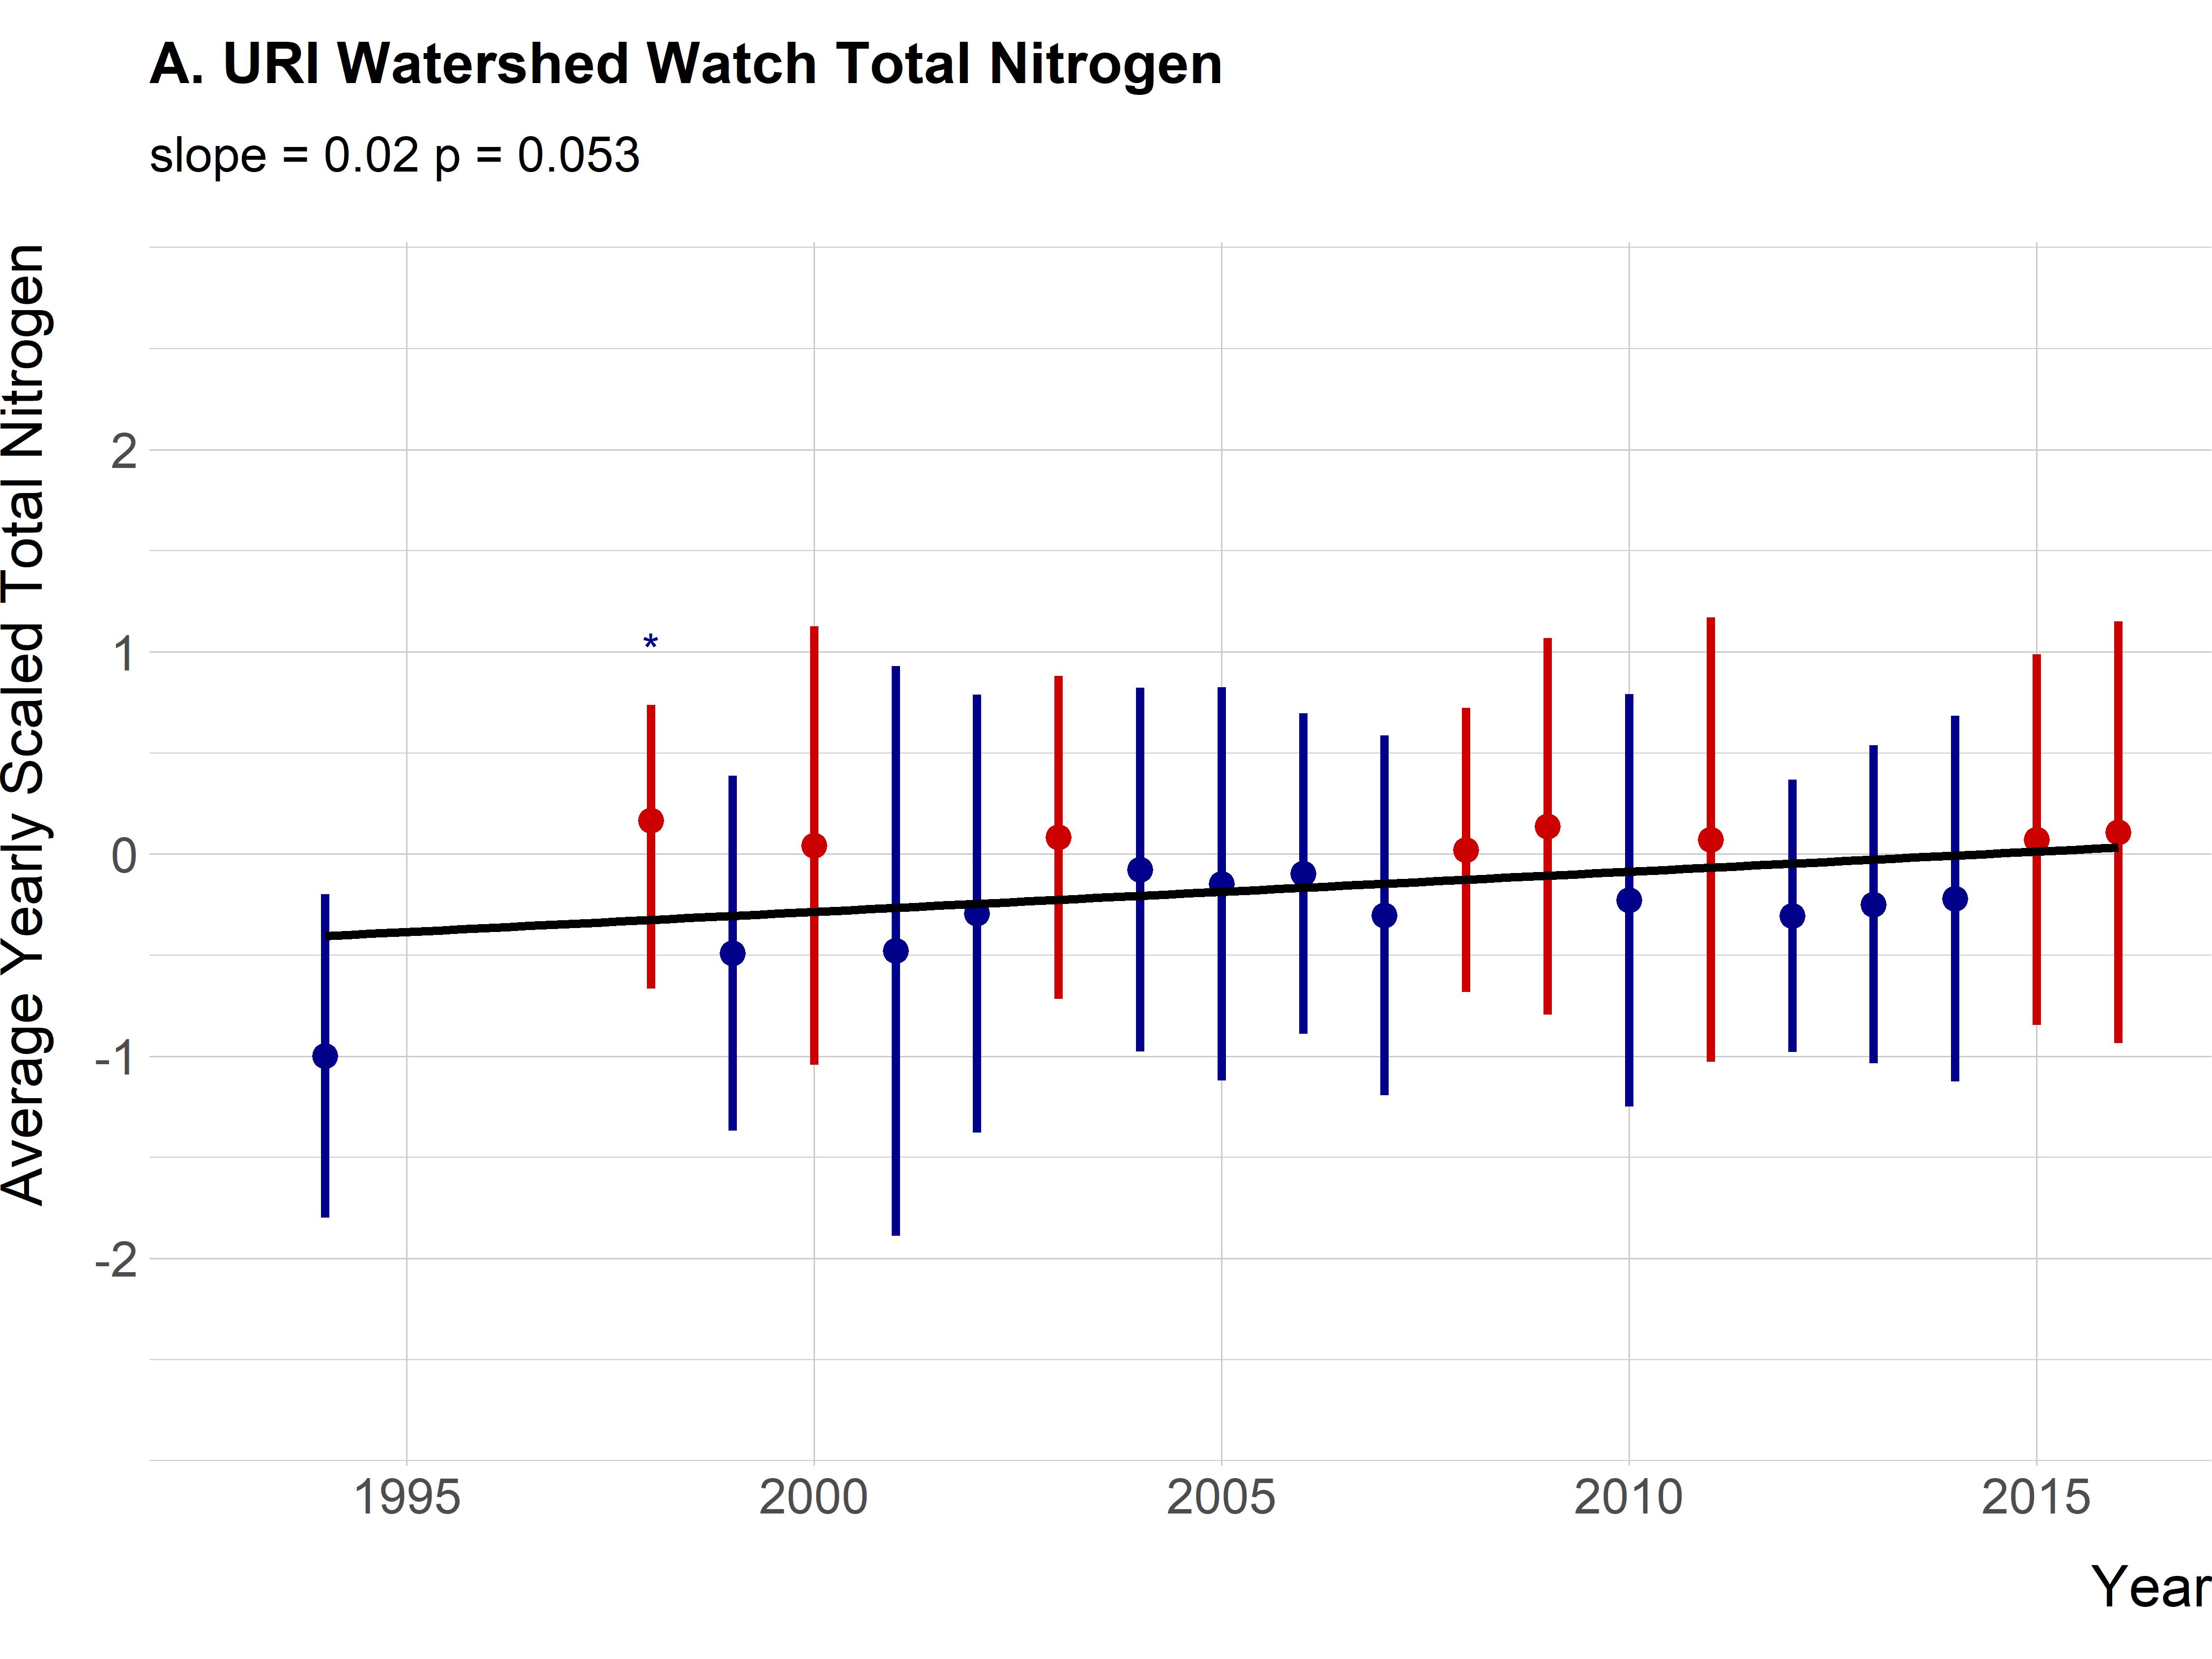 A. URI Watershed Watch Total Nitrogen
slope = 0.02 p = 0.053
Average Yearly Scaled Total Nitrogen
2
1
*
0
-1
-2
1995 2000 2005 2010 2015
Year